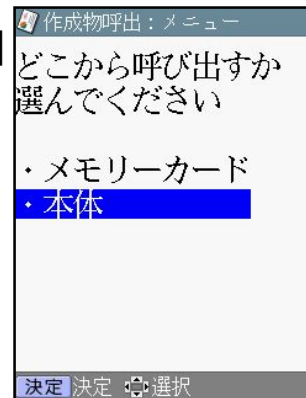 作成物呼出：メニュー
どこから呼び出すか
選んでください
・メモリーカード
・本体
決定 決定 選択